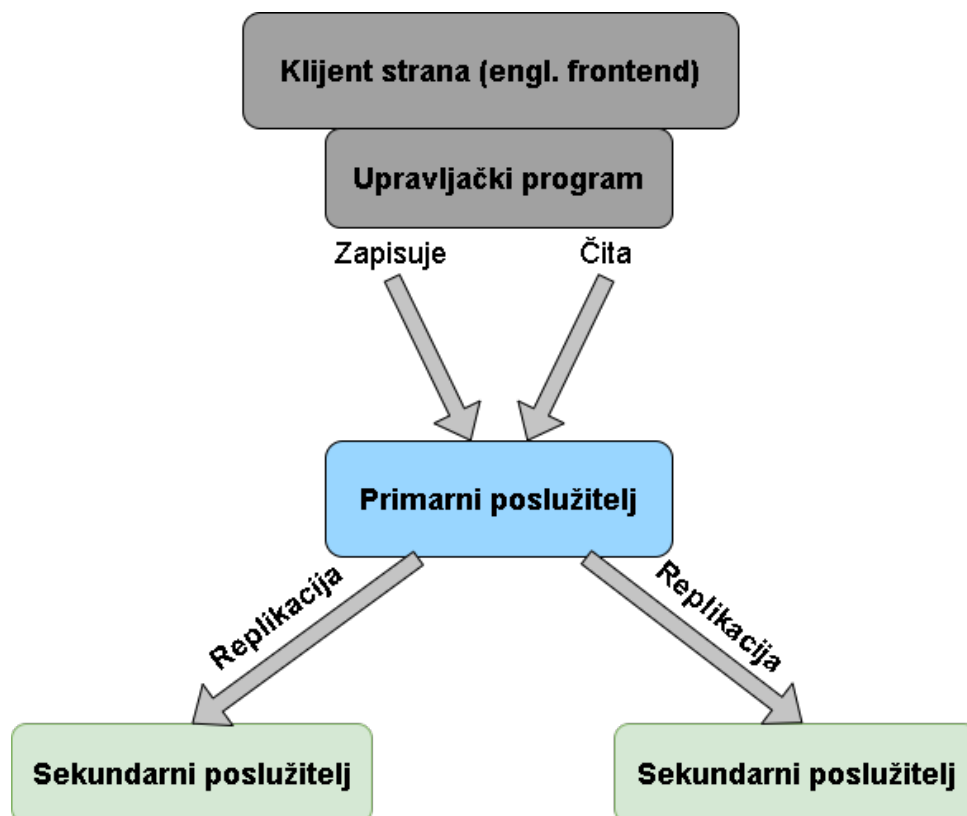 Klijent strana (engl. frontend)
Upravljački program
Zapisuje
Čita
Primarni poslužitelj
Replikacija
Replikacija
Sekundarni poslužitelj
Sekundarni poslužitelj